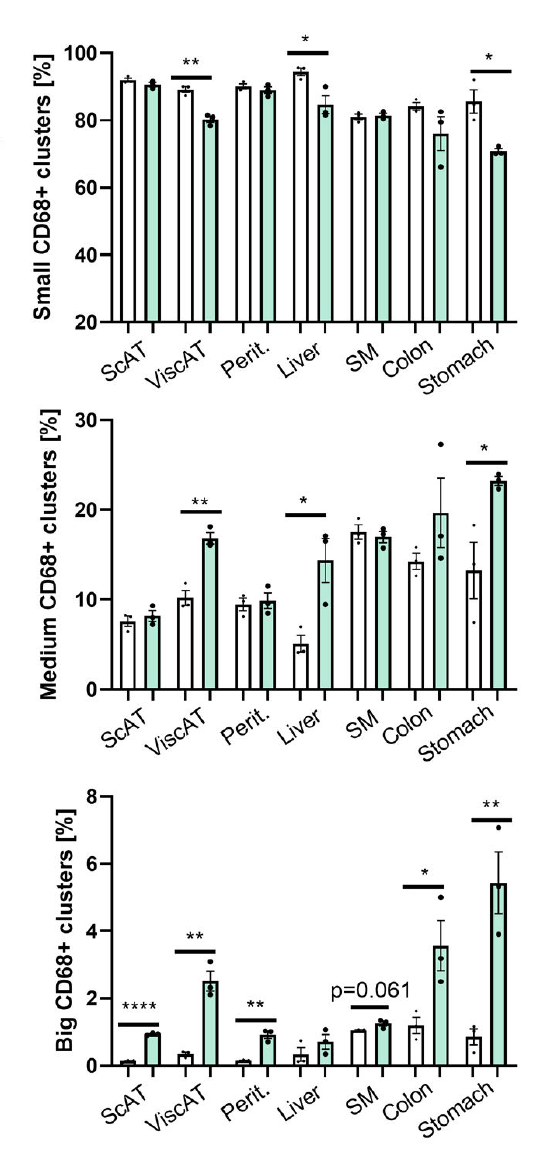 Small CD68+ clusters [%]
100
80
60
40
20
**
*
*
ScAT
ViscAT
Perit.
Liver
SM
Colon
Stomach
Medium CD68+ clusters [%]
30
20
10
0
**
*
*
ScAT
ViscAT
Perit.
Liver
SM
Colon
Stomach
Big CD68+ clusters [%]
8
6
4
2
0
****
**
**
p=0.061
*
**
ScAT
ViscAT
Perit.
Liver
SM
Colon
Stomach